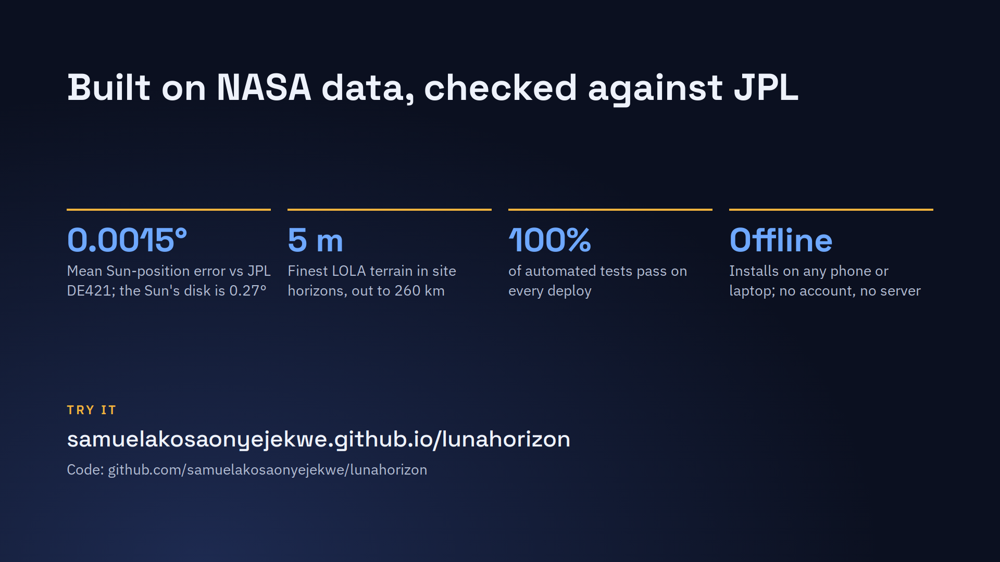 Built on NASA data, checked against JPL
0.0015°
Mean Sun-position error vs JPL
DE421; the Sun's disk is 0.27°
5 m
Finest LOLA terrain in site
horizons, out to 260 km
100%
of automated tests pass on
every deploy
Offline
Installs on any phone or
laptop; no account, no server
TRY IT
samuelakosaonyejekwe.github.io/lunahorizon
Code: github.com/samuelakosaonyejekwe/lunahorizon